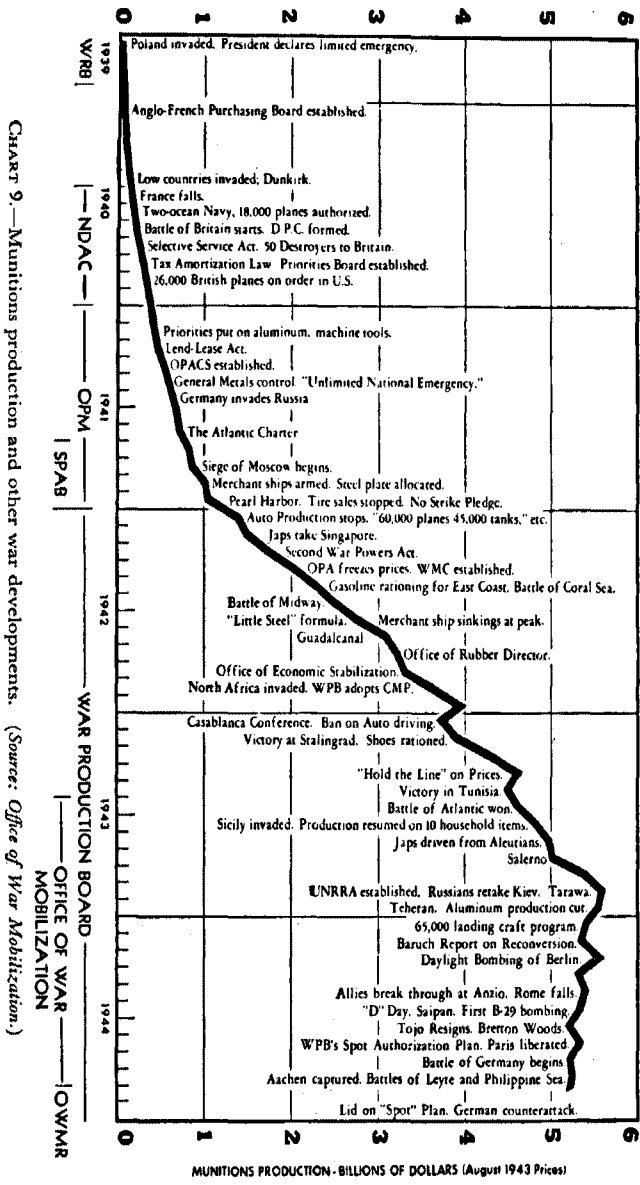 0 1 2 3 4 5 6
Poland invaded. President declares limited emergency.
Anglo-French Purchasing Board established.
Low countries invaded; Dunkirk.
France falls.
Two-ocean Navy, 18,000 planes authorized.
Battle of Britain starts. D P.C. formed.
Selective Service Act. 50 Destroyers to Britain.
Tax Amortization Law Priorities Board established.
26,000 British planes on order in U.S.
Priorities put on aluminum, machine tools.
Lend-Lease Act.
OPACS established.
General Metals control. "Unlimited National Emergency."
Germany invades Russia
The Atlantic Charter
Siege of Moscow begins.
Merchant ships armed. Steel plate allocated.
Pearl Harbor. Tire sales stopped. No Strike Pledge.
Auto Production stops. "60,000 planes 45,000 tanks," etc.
Japs take Singapore.
Second War Powers Act.
OPA freezes prices. WMC established.
Gasoline rationing for East Coast. Battle of Coral Sea.
Battle of Midway.
"Little Steel" formula. Merchant ship sinkings at peak.
Guadalcanal
Office of Rubber Director.
Office of Economic Stabilization.
North Africa invaded. WPB adopts CMP.
Casablanca Conference. Ban on Auto driving.
Victory at Stalingrad. Shoes rationed.
"Hold the Line" on Prices.
Victory in Tunisia.
Battle of Atlantic won.
Sicily invaded. Production resumed on 10 household items.
Japs driven from Aleutians.
Salerno
UNRRA established. Russians retake Kiev. Tarawa.
Teheran. Aluminum production cut.
65,000 landing craft program.
Baruch Report on Reconversion.
Daylight Bombing of Berlin.
Allies break through at Anzio. Rome falls.
"D" Day. Saipan. First B-29 bombing.
Tojo Resigns. Bretton Woods.
WPB's Spot Authorization Plan. Paris liberated.
Battle of Germany begins
Aachen captured. Battles of Leyte and Philippine Sea.
Lid on "Spot" Plan. German counterattack.
0 1 2 3 4 5 6
MUNITIONS PRODUCTION - BILLIONS OF DOLLARS (August 1943 Prices)
1939 1940 1941 1942 1943 1944
WRB NDAC OPM WAR PRODUCTION BOARD
SPAB OFFICE OF WAR MOBILIZATION OWMR
CHART 9.—Munitions production and other war developments. (Source: Office of War Mobilization.)